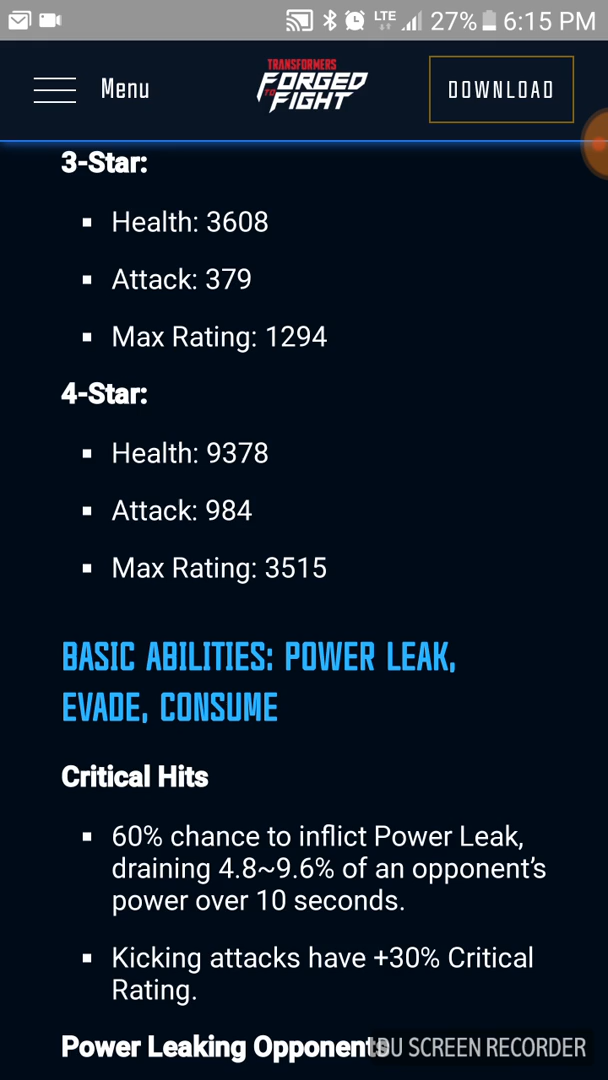 LTE 27% 6:15 PM
Menu
TRANSFORMERS
FORGED
TO
FIGHT
DOWNLOAD
3-Star:
▪ Health: 3608
▪ Attack: 379
▪ Max Rating: 1294
4-Star:
▪ Health: 9378
▪ Attack: 984
▪ Max Rating: 3515
BASIC ABILITIES: POWER LEAK,
EVADE, CONSUME
Critical Hits
▪ 60% chance to inflict Power Leak,
draining 4.8~9.6% of an opponent’s
power over 10 seconds.
▪ Kicking attacks have +30% Critical
Rating.
Power Leaking Opponents
DU SCREEN RECORDER